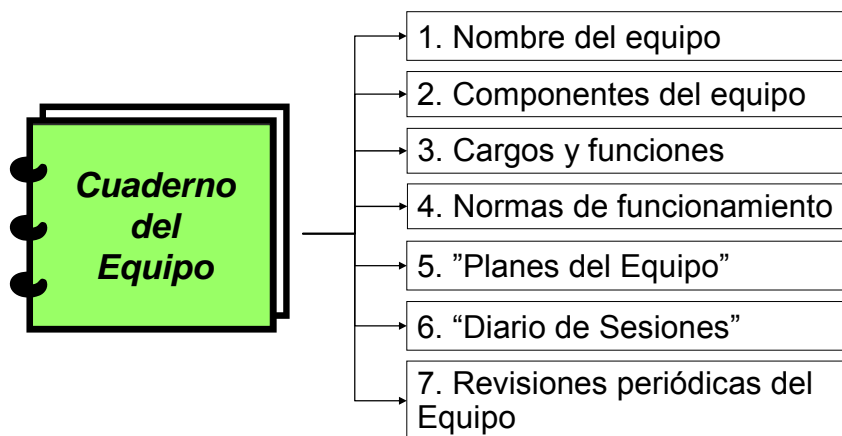 Cuaderno
del
Equipo
1. Nombre del equipo
2. Componentes del equipo
3. Cargos y funciones
4. Normas de funcionamiento
5. ”Planes del Equipo”
6. “Diario de Sesiones”
7. Revisiones periódicas del
Equipo